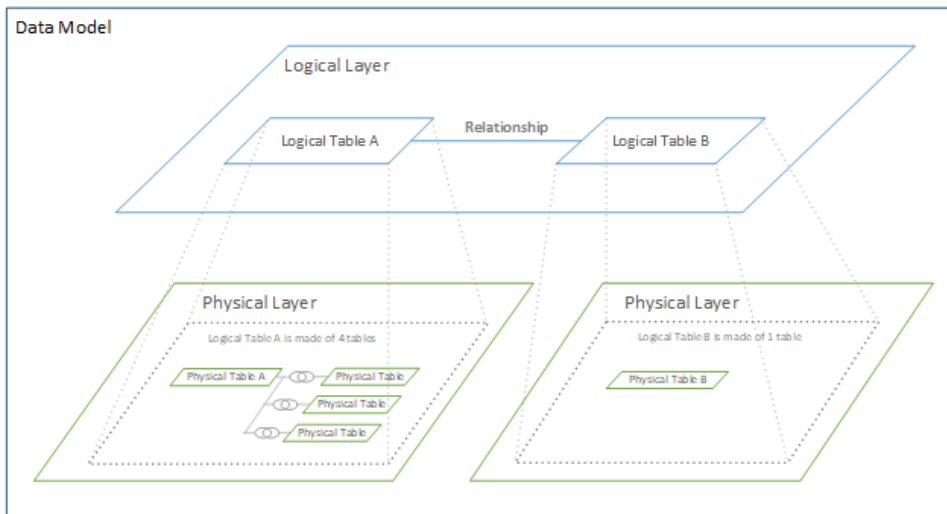 Data Model
Logical Layer
Logical Table A
Relationship
Logical Table B
Physical Layer
Logical Table A is made of 4 tables
Physical Table A
Physical Table
Physical Table
Physical Table
Physical Layer
Logical Table B is made of 1 table
Physical Table B